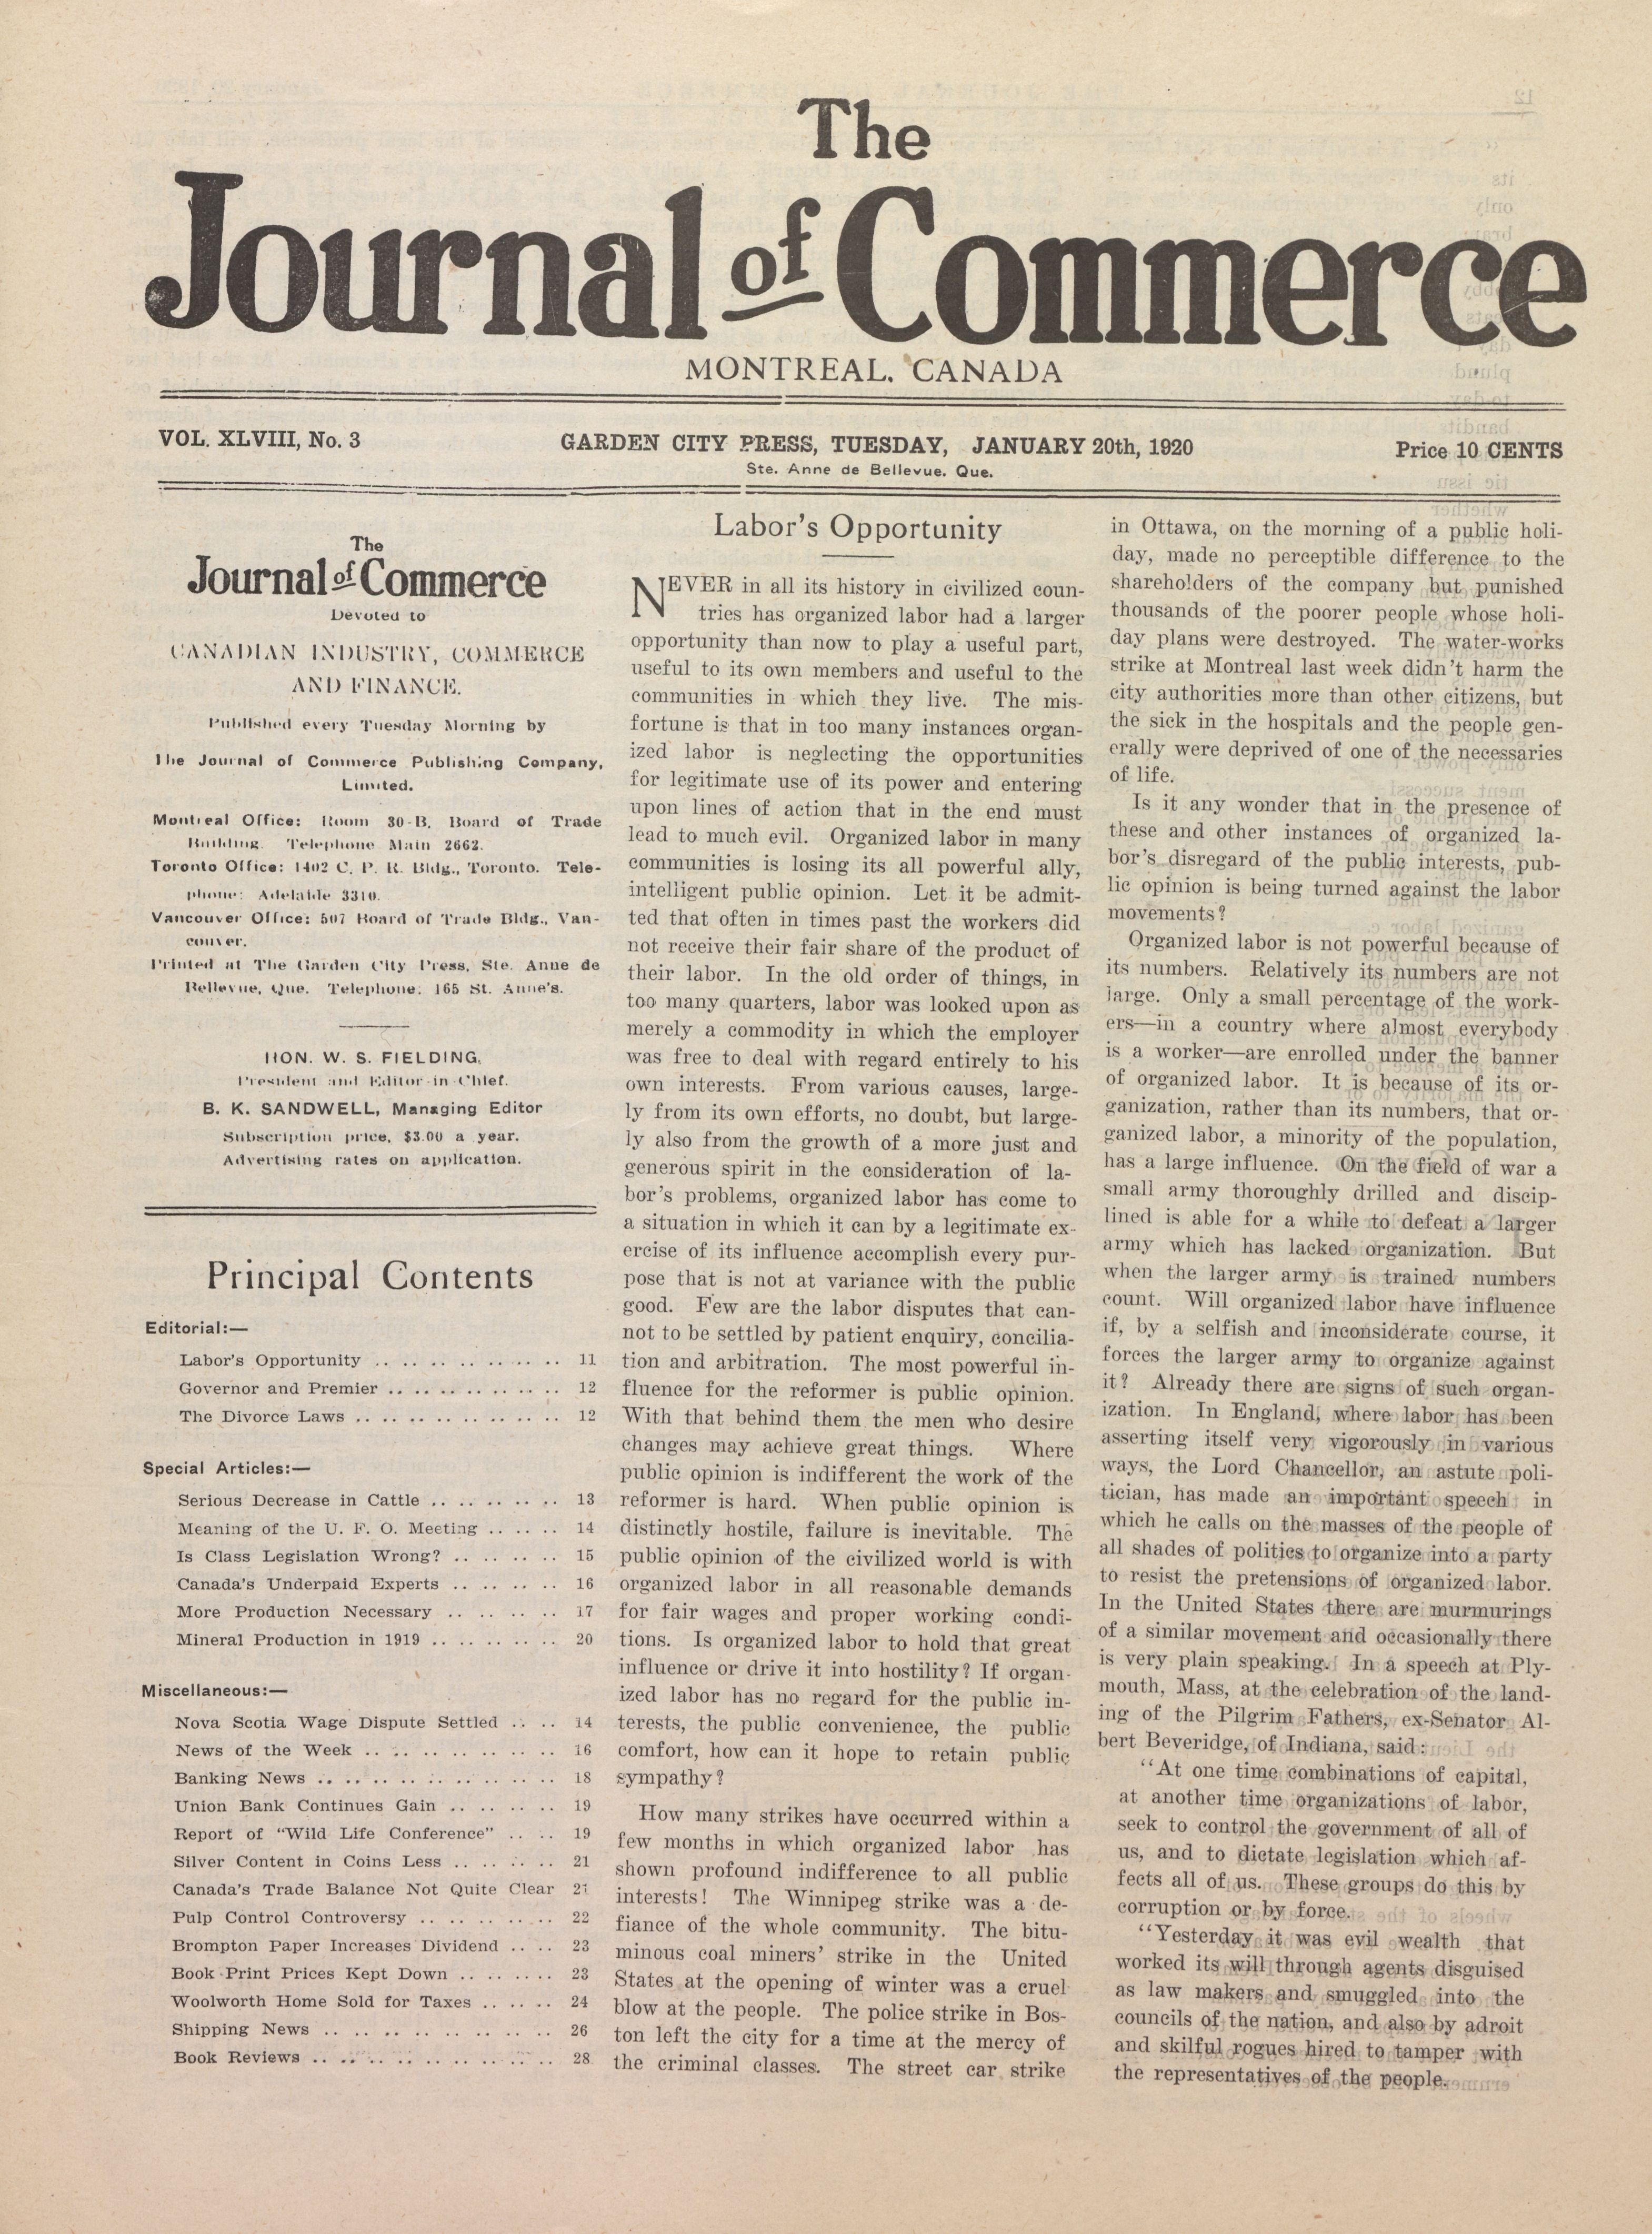 The
Journal of Commerce
MONTREAL, CANADA
VOL. XLVIII, No. 3
GARDEN CITY PRESS, TUESDAY, JANUARY 20th, 1920
Price 10 CENTS
Ste. Anne de Bellevue. Que.
The
Journal of Commerce
Devoted to
CANADIAN INDUSTRY, COMMERCE
AND FINANCE.
Published every Tuesday Morning by
The Journal of Commerce Publishing Company,
Limited.
Montreal Office: Room 30-B, Board of Trade
Building. Telephone Main 2662.
Toronto Office: 1402 C. P. R. Bldg., Toronto. Tele-
phone: Adelaide 3310.
Vancouver Office: 507 Board of Trade Bldg., Van-
couver.
Printed at The Garden City Press, Ste. Anne de
Bellevue, Que. Telephone: 165 St. Anne's.
HON. W. S. FIELDING,
President and Editor-in-Chief.
B. K. SANDWELL, Managing Editor
Subscription price, $3.00 a year.
Advertising rates on application.
Principal Contents
Editorial:—
Labor's Opportunity .. .. .. .. .. .. .. 11
Governor and Premier .. .. .. .. .. .. .. 12
The Divorce Laws .. .. .. .. .. .. .. .. 12
Special Articles:—
Serious Decrease in Cattle .. .. .. .. .. 13
Meaning of the U. F. O. Meeting .. .. .. 14
Is Class Legislation Wrong? .. .. .. .. 15
Canada's Underpaid Experts .. .. .. .. 16
More Production Necessary .. .. .. .. 17
Mineral Production in 1919 .. .. .. .. .. 20
Miscellaneous:—
Nova Scotia Wage Dispute Settled .. .. 14
News of the Week .. .. .. .. .. .. .. .. 16
Banking News .. .. .. .. .. .. .. .. .. 18
Union Bank Continues Gain .. .. .. .. 19
Report of "Wild Life Conference" .. .. 19
Silver Content in Coins Less .. .. .. .. 21
Canada's Trade Balance Not Quite Clear 21
Pulp Control Controversy .. .. .. .. .. 22
Brompton Paper Increases Dividend .. .. 23
Book Print Prices Kept Down .. .. .. .. 23
Woolworth Home Sold for Taxes .. .. .. 24
Shipping News .. .. .. .. .. .. .. .. .. 26
Book Reviews .. .. .. .. .. .. .. .. .. 28
Labor's Opportunity
NEVER in all its history in civilized coun-
tries has organized labor had a larger
opportunity than now to play a useful part,
useful to its own members and useful to the
communities in which they live. The mis-
fortune is that in too many instances organ-
ized labor is neglecting the opportunities
for legitimate use of its power and entering
upon lines of action that in the end must
lead to much evil. Organized labor in many
communities is losing its all powerful ally,
intelligent public opinion. Let it be admit-
ted that often in times past the workers did
not receive their fair share of the product of
their labor. In the old order of things, in
too many quarters, labor was looked upon as
merely a commodity in which the employer
was free to deal with regard entirely to his
own interests. From various causes, large-
ly from its own efforts, no doubt, but large-
ly also from the growth of a more just and
generous spirit in the consideration of la-
bor's problems, organized labor has come to
a situation in which it can by a legitimate ex-
ercise of its influence accomplish every pur-
pose that is not at variance with the public
good. Few are the labor disputes that can-
not to be settled by patient enquiry, concilia-
tion and arbitration. The most powerful in-
fluence for the reformer is public opinion.
With that behind them the men who desire
changes may achieve great things. Where
public opinion is indifferent the work of the
reformer is hard. When public opinion is
distinctly hostile, failure is inevitable. The
public opinion of the civilized world is with
organized labor in all reasonable demands
for fair wages and proper working condi-
tions. Is organized labor to hold that great
influence or drive it into hostility? If organ-
ized labor has no regard for the public in-
terests, the public convenience, the public
comfort, how can it hope to retain public
sympathy?
How many strikes have occurred within a
few months in which organized labor has
shown profound indifference to all public
interests! The Winnipeg strike was a de-
fiance of the whole community. The bitu-
minous coal miners' strike in the United
States at the opening of winter was a cruel
blow at the people. The police strike in Bos-
ton left the city for a time at the mercy of
the criminal classes. The street car strike
in Ottawa, on the morning of a public holi-
day, made no perceptible difference to the
shareholders of the company but punished
thousands of the poorer people whose holi-
day plans were destroyed. The water-works
strike at Montreal last week didn't harm the
city authorities more than other citizens, but
the sick in the hospitals and the people gen-
erally were deprived of one of the necessaries
of life.
Is it any wonder that in the presence of
these and other instances of organized la-
bor's disregard of the public interests, pub-
lic opinion is being turned against the labor
movements?
Organized labor is not powerful because of
its numbers. Relatively its numbers are not
large. Only a small percentage of the work-
ers—in a country where almost everybody
is a worker—are enrolled under the banner
of organized labor. It is because of its or-
ganization, rather than its numbers, that or-
ganized labor, a minority of the population,
has a large influence. On the field of war a
small army thoroughly drilled and discip-
lined is able for a while to defeat a larger
army which has lacked organization. But
when the larger army is trained numbers
count. Will organized labor have influence
if, by a selfish and inconsiderate course, it
forces the larger army to organize against
it? Already there are signs of such organ-
ization. In England, where labor has been
asserting itself very vigorously in various
ways, the Lord Chancellor, an astute poli-
tician, has made an important speech in
which he calls on the masses of the people of
all shades of politics to organize into a party
to resist the pretensions of organized labor.
In the United States there are murmurings
of a similar movement and occasionally there
is very plain speaking. In a speech at Ply-
mouth, Mass, at the celebration of the land-
ing of the Pilgrim Fathers, ex-Senator Al-
bert Beveridge, of Indiana, said:
"At one time combinations of capital,
at another time organizations of labor,
seek to control the government of all of
us, and to dictate legislation which af-
fects all of us. These groups do this by
corruption or by force.
"Yesterday it was evil wealth that
worked its will through agents disguised
as law makers and smuggled into the
councils of the nation, and also by adroit
and skilful rogues hired to tamper with
the representatives of the people.